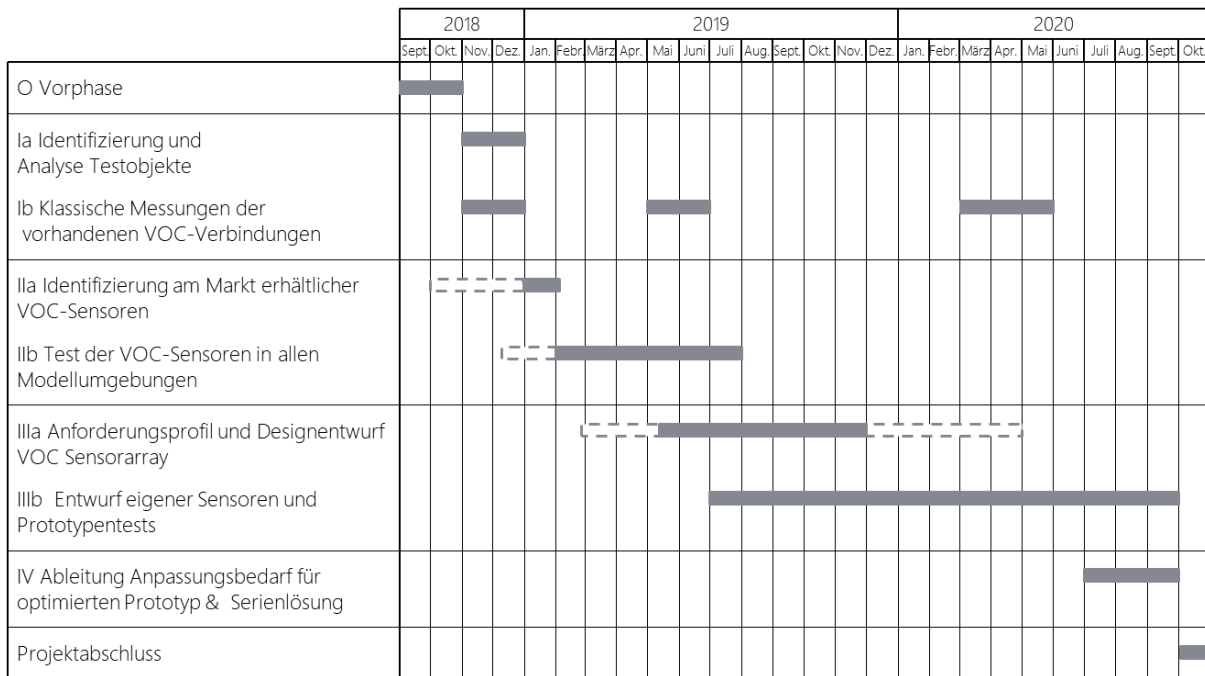 2018 2019 2020
Sept. Okt. Nov. Dez. Jan. Febr. März Apr. Mai Juni Juli Aug. Sept. Okt. Nov. Dez. Jan. Febr. März Apr. Mai Juni Juli Aug. Sept. Okt.
O Vorphase
Ia Identifizierung und
Analyse Testobjekte
Ib Klassische Messungen der
vorhandenen VOC-Verbindungen
IIa Identifizierung am Markt erhältlicher
VOC-Sensoren
IIb Test der VOC-Sensoren in allen
Modellumgebungen
IIIa Anforderungsprofil und Designentwurf
VOC Sensorarray
IIIb Entwurf eigener Sensoren und
Prototypentests
IV Ableitung Anpassungsbedarf für
optimierten Prototyp & Serienlösung
Projektabschluss